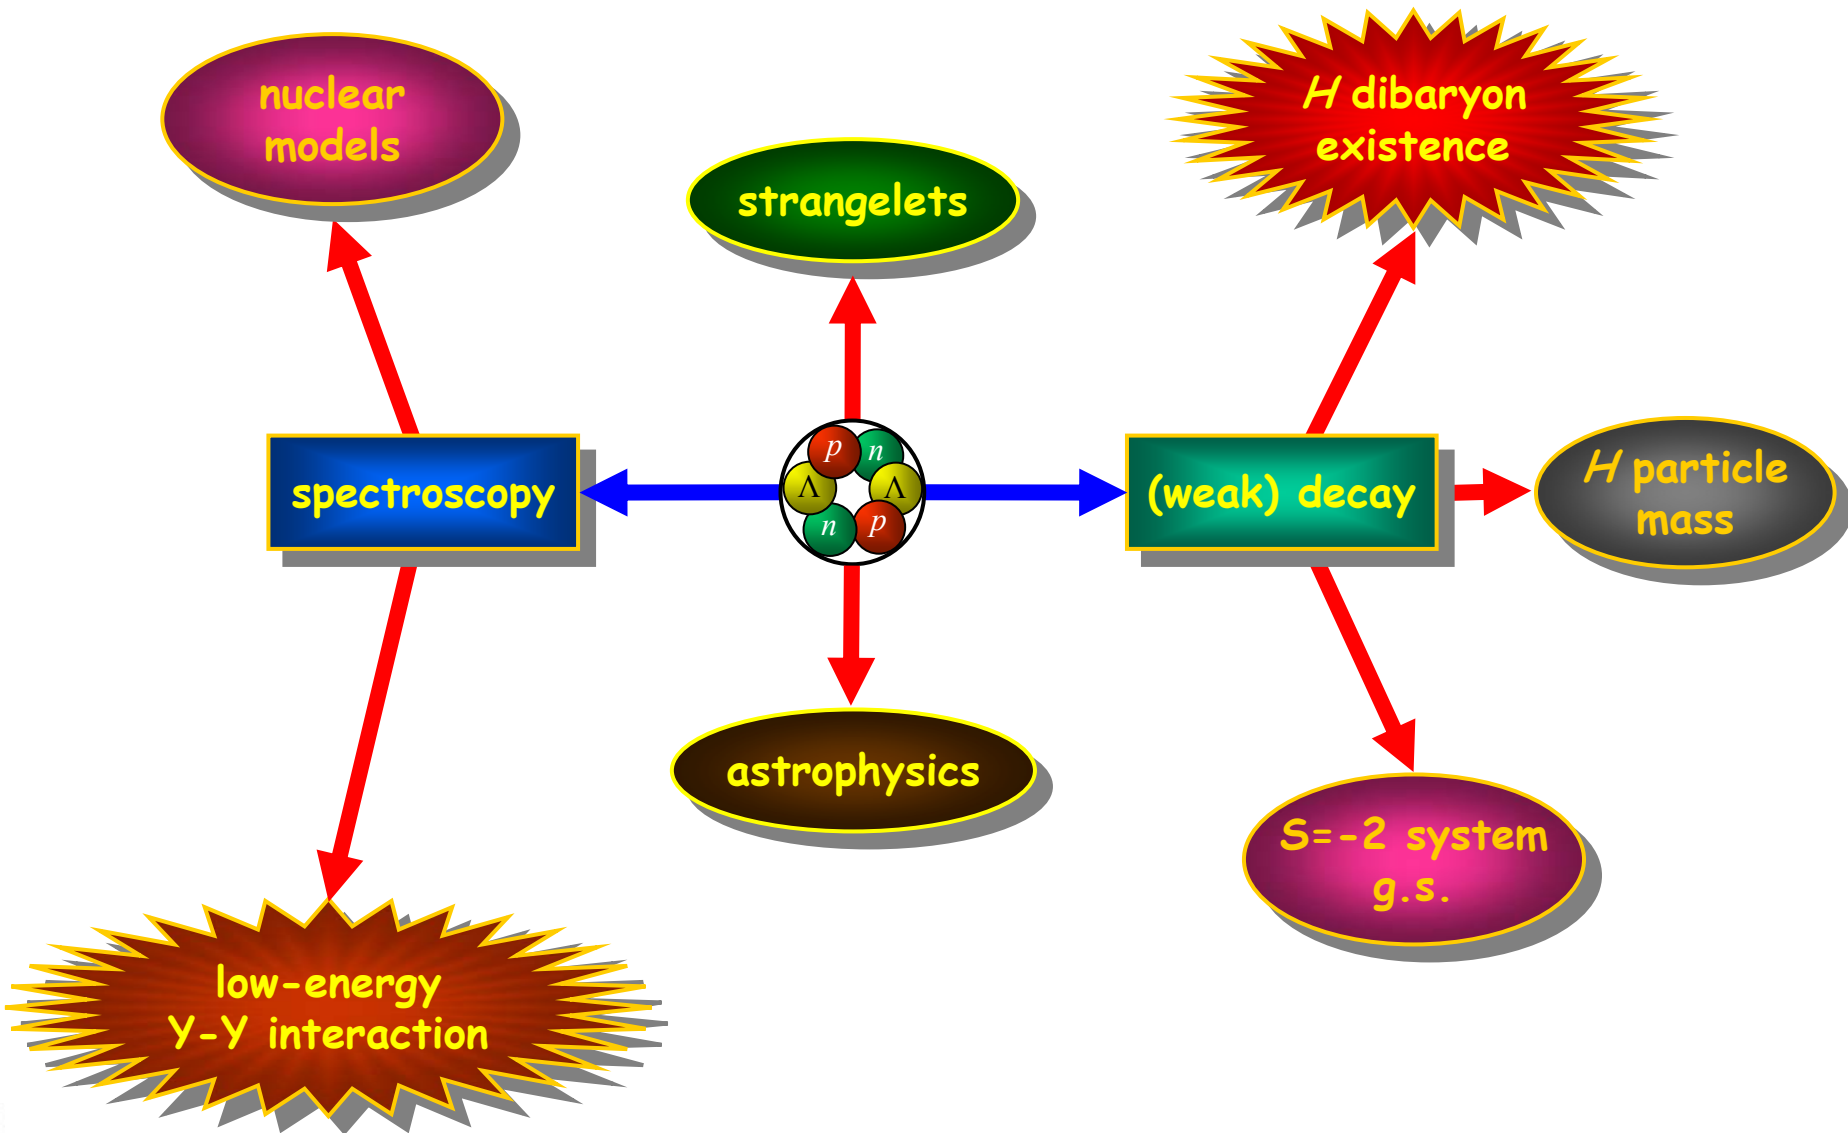 nuclear
models
H dibaryon
existence
strangelets
p
n
Λ
Λ
n
p
spectroscopy
(weak) decay
H particle
mass
astrophysics
S=-2 system
g.s.
low-energy
Y-Y interaction